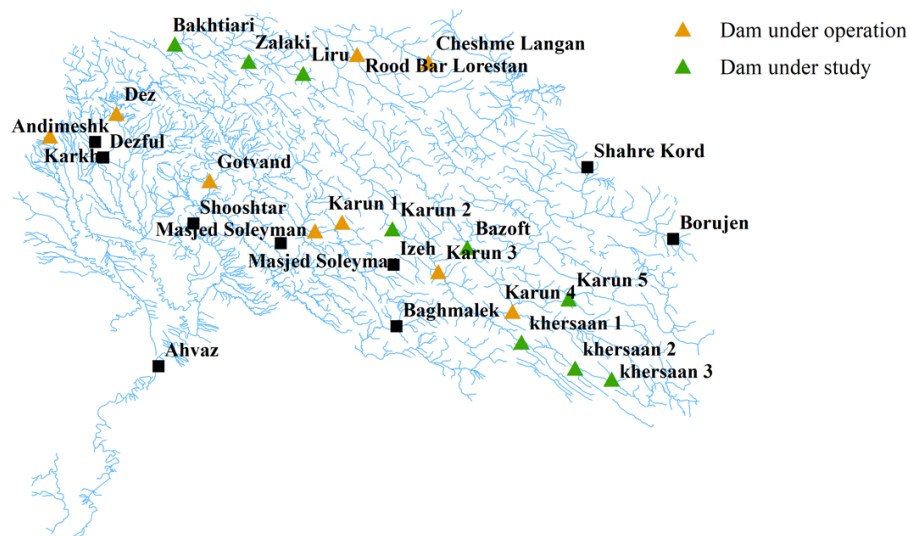 Bakhtiari
Zalaki
Liru
Cheshme Langan
Rood Bar Lorestan
Dam under operation
Dam under study
Dez
Andimeshk
Dezful
Karkh
Gotvand
Shahre Kord
Shooshtar
Karun 1
Karun 2
Masjed Soleyman
Bazoft
Borujen
Masjed Soleyma
Izeh
Karun 3
Karun 5
Karun 4
Baghmalek
khersaan 1
Ahvaz
khersaan 2
khersaan 3